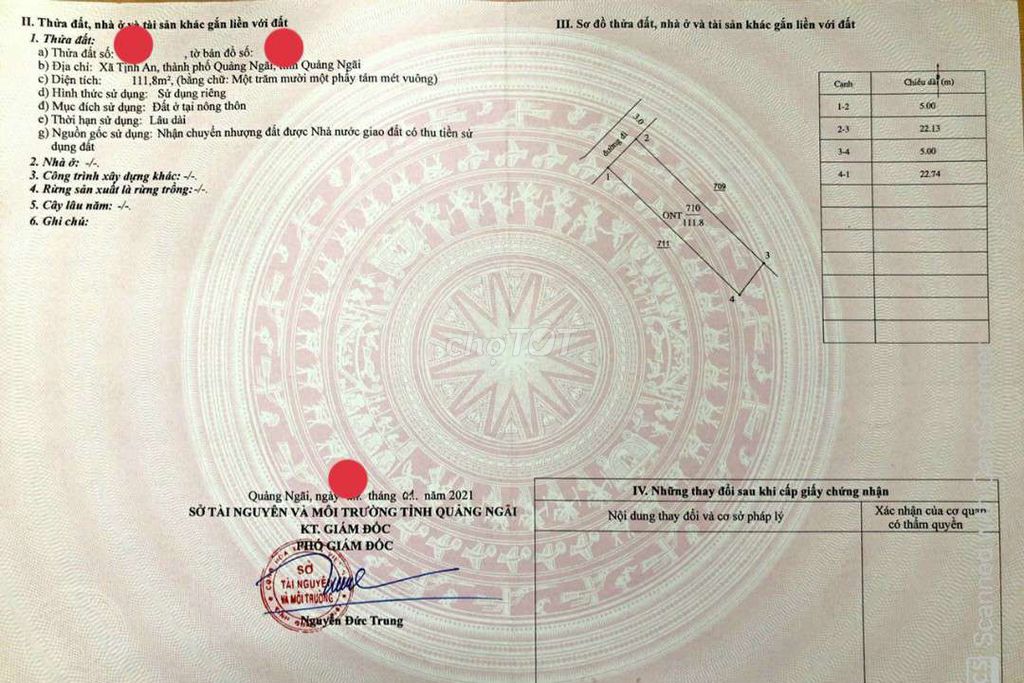 II. Thửa đất, nhà ở và tài sản khác gắn liền với đất
1. Thửa đất:
a) Thửa đất số: , tờ bản đồ số:
b) Địa chỉ: Xã Tịnh An, thành phố Quảng Ngãi, tỉnh Quảng Ngãi
c) Diện tích: 111,8m², (bằng chữ: Một trăm mười một phẩy tám mét vuông)
d) Hình thức sử dụng: Sử dụng riêng
đ) Mục đích sử dụng: Đất ở tại nông thôn
e) Thời hạn sử dụng: Lâu dài
g) Nguồn gốc sử dụng: Nhận chuyển nhượng đất được Nhà nước giao đất có thu tiền sử
dụng đất
2. Nhà ở: -/-.
3. Công trình xây dựng khác: -/-.
4. Rừng sản xuất là rừng trồng:-/-.
5. Cây lâu năm: -/-.
6. Ghi chú:
III. Sơ đồ thửa đất, nhà ở và tài sản khác gắn liền với đất
Cạnh Chiều dài (m)
1-2 5.00
2-3 22.13
3-4 5.00
4-1 22.74
3.0
đường đi
2
1
709
ONT 710
111.8
711
3
4
chợTỐT
Quảng Ngãi, ngày tháng 01. năm 2021
SỞ TÀI NGUYÊN VÀ MÔI TRƯỜNG TỈNH QUẢNG NGÃI
KT. GIÁM ĐỐC
PHÓ GIÁM ĐỐC
SỞ
TÀI NGUYÊN
VÀ MÔI TRƯỜNG
Nguyễn Đức Trung
IV. Những thay đổi sau khi cấp giấy chứng nhận
Nội dung thay đổi và cơ sở pháp lý
Xác nhận của cơ quan
có thẩm quyền
CS